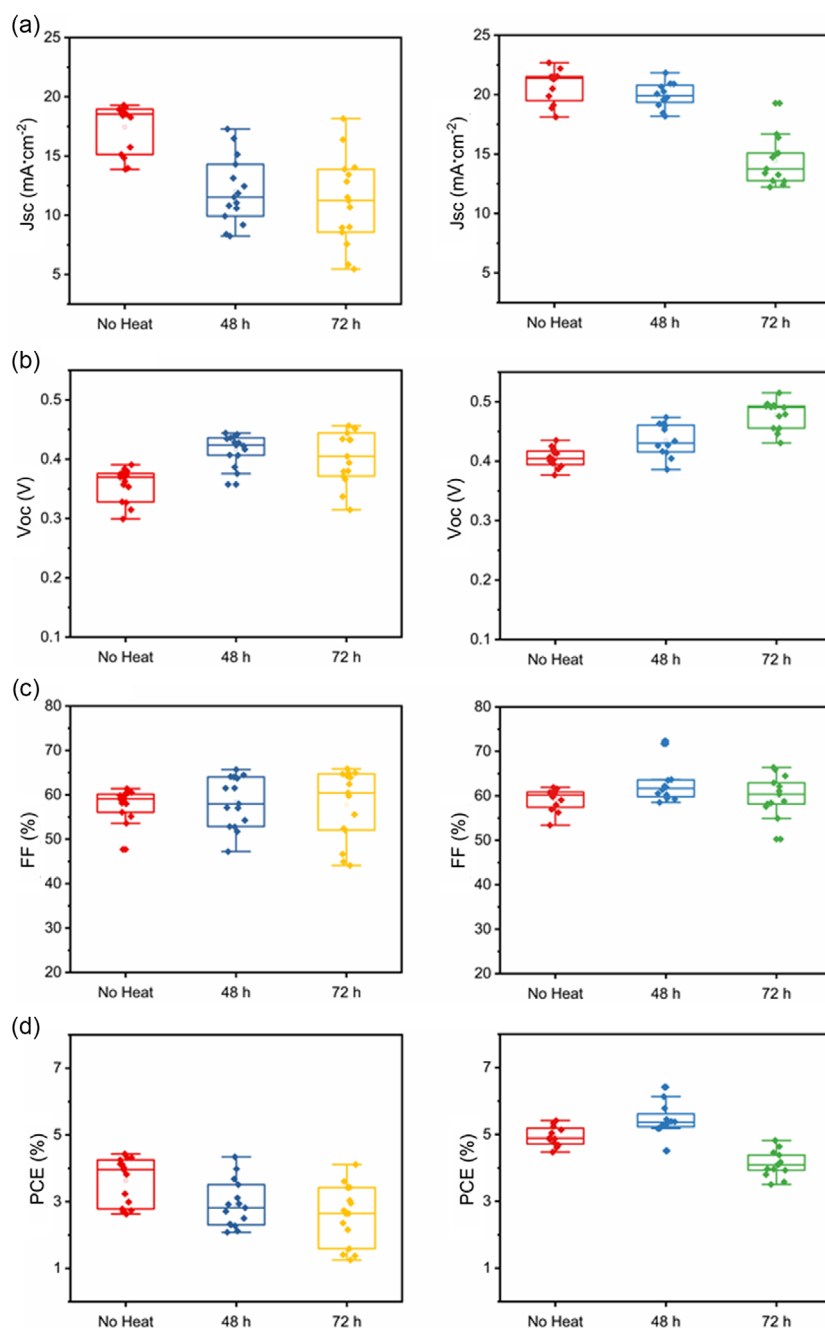 (a)
25
20
15
10
5
Jsc (mA·cm-2)
No Heat 48 h 72 h
25
20
15
10
5
Jsc (mA·cm-2)
No Heat 48 h 72 h
(b)
0.5
0.4
0.3
0.2
0.1
Voc (V)
No Heat 48 h 72 h
0.5
0.4
0.3
0.2
0.1
Voc (V)
No Heat 48 h 72 h
(c)
80
70
60
50
40
30
20
FF (%)
No Heat 48 h 72 h
80
70
60
50
40
30
20
FF (%)
No Heat 48 h 72 h
(d)
7
5
3
1
PCE (%)
No Heat 48 h 72 h
7
5
3
1
PCE (%)
No Heat 48 h 72 h